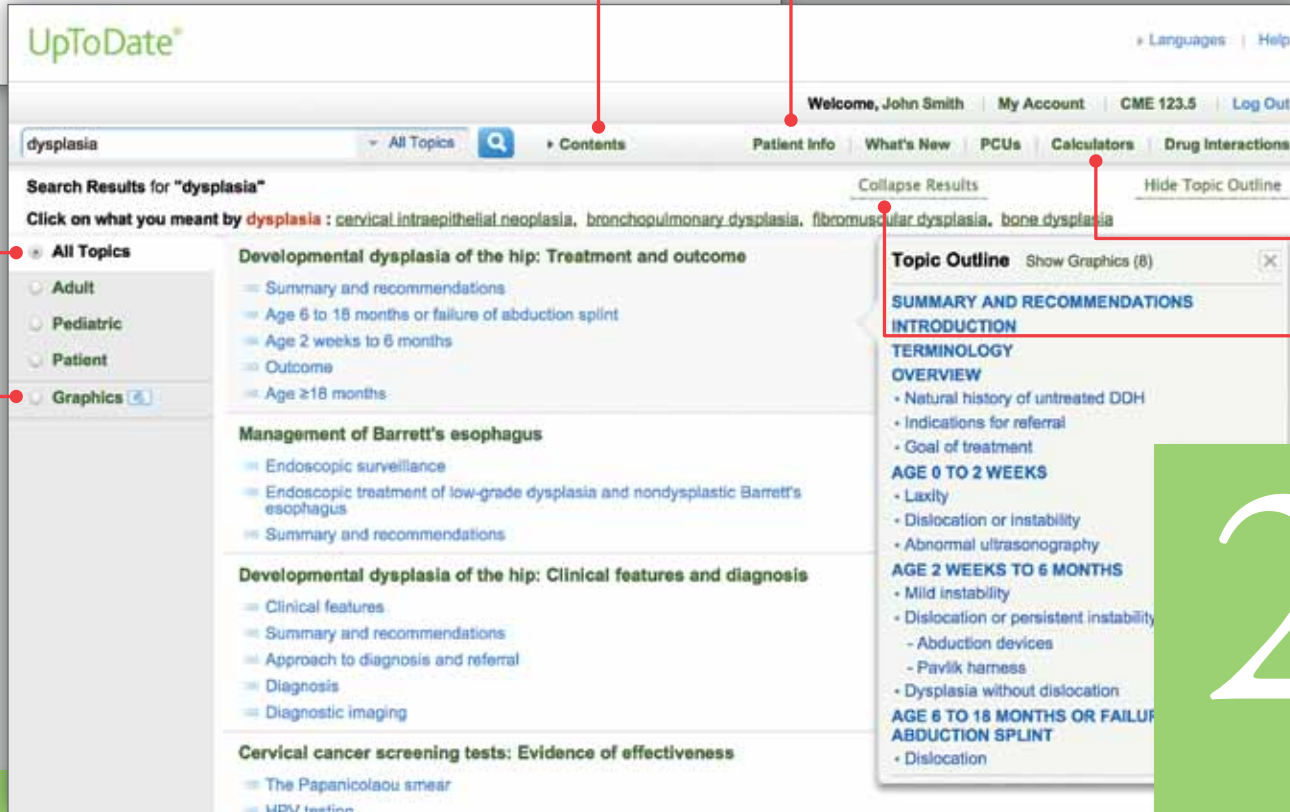 UpToDate®
Languages | Help
Welcome, John Smith | My Account | CME 123.5 | Log Out
dysplasia All Topics Contents Patient Info | What's New | PCUs | Calculators | Drug Interactions
Search Results for "dysplasia" Collapse Results Hide Topic Outline
Click on what you meant by dysplasia : cervical intraepithelial neoplasia, bronchopulmonary dysplasia, fibromuscular dysplasia, bone dysplasia
All Topics
Adult
Pediatric
Patient
Graphics
Developmental dysplasia of the hip: Treatment and outcome
Summary and recommendations
Age 6 to 18 months or failure of abduction splint
Age 2 weeks to 6 months
Outcome
Age ≥18 months
Management of Barrett's esophagus
Endoscopic surveillance
Endoscopic treatment of low-grade dysplasia and nondysplastic Barrett's
esophagus
Summary and recommendations
Developmental dysplasia of the hip: Clinical features and diagnosis
Clinical features
Summary and recommendations
Approach to diagnosis and referral
Diagnosis
Diagnostic imaging
Cervical cancer screening tests: Evidence of effectiveness
The Papanicolaou smear
HPV testing
Topic Outline Show Graphics (8)
SUMMARY AND RECOMMENDATIONS
INTRODUCTION
TERMINOLOGY
OVERVIEW
• Natural history of untreated DDH
• Indications for referral
• Goal of treatment
AGE 0 TO 2 WEEKS
• Laxity
• Dislocation or instability
• Abnormal ultrasonography
AGE 2 WEEKS TO 6 MONTHS
• Mild instability
• Dislocation or persistent instability
- Abduction devices
- Pavlik harness
• Dysplasia without dislocation
AGE 6 TO 18 MONTHS OR FAILUR
ABDUCTION SPLINT
• Dislocation
2